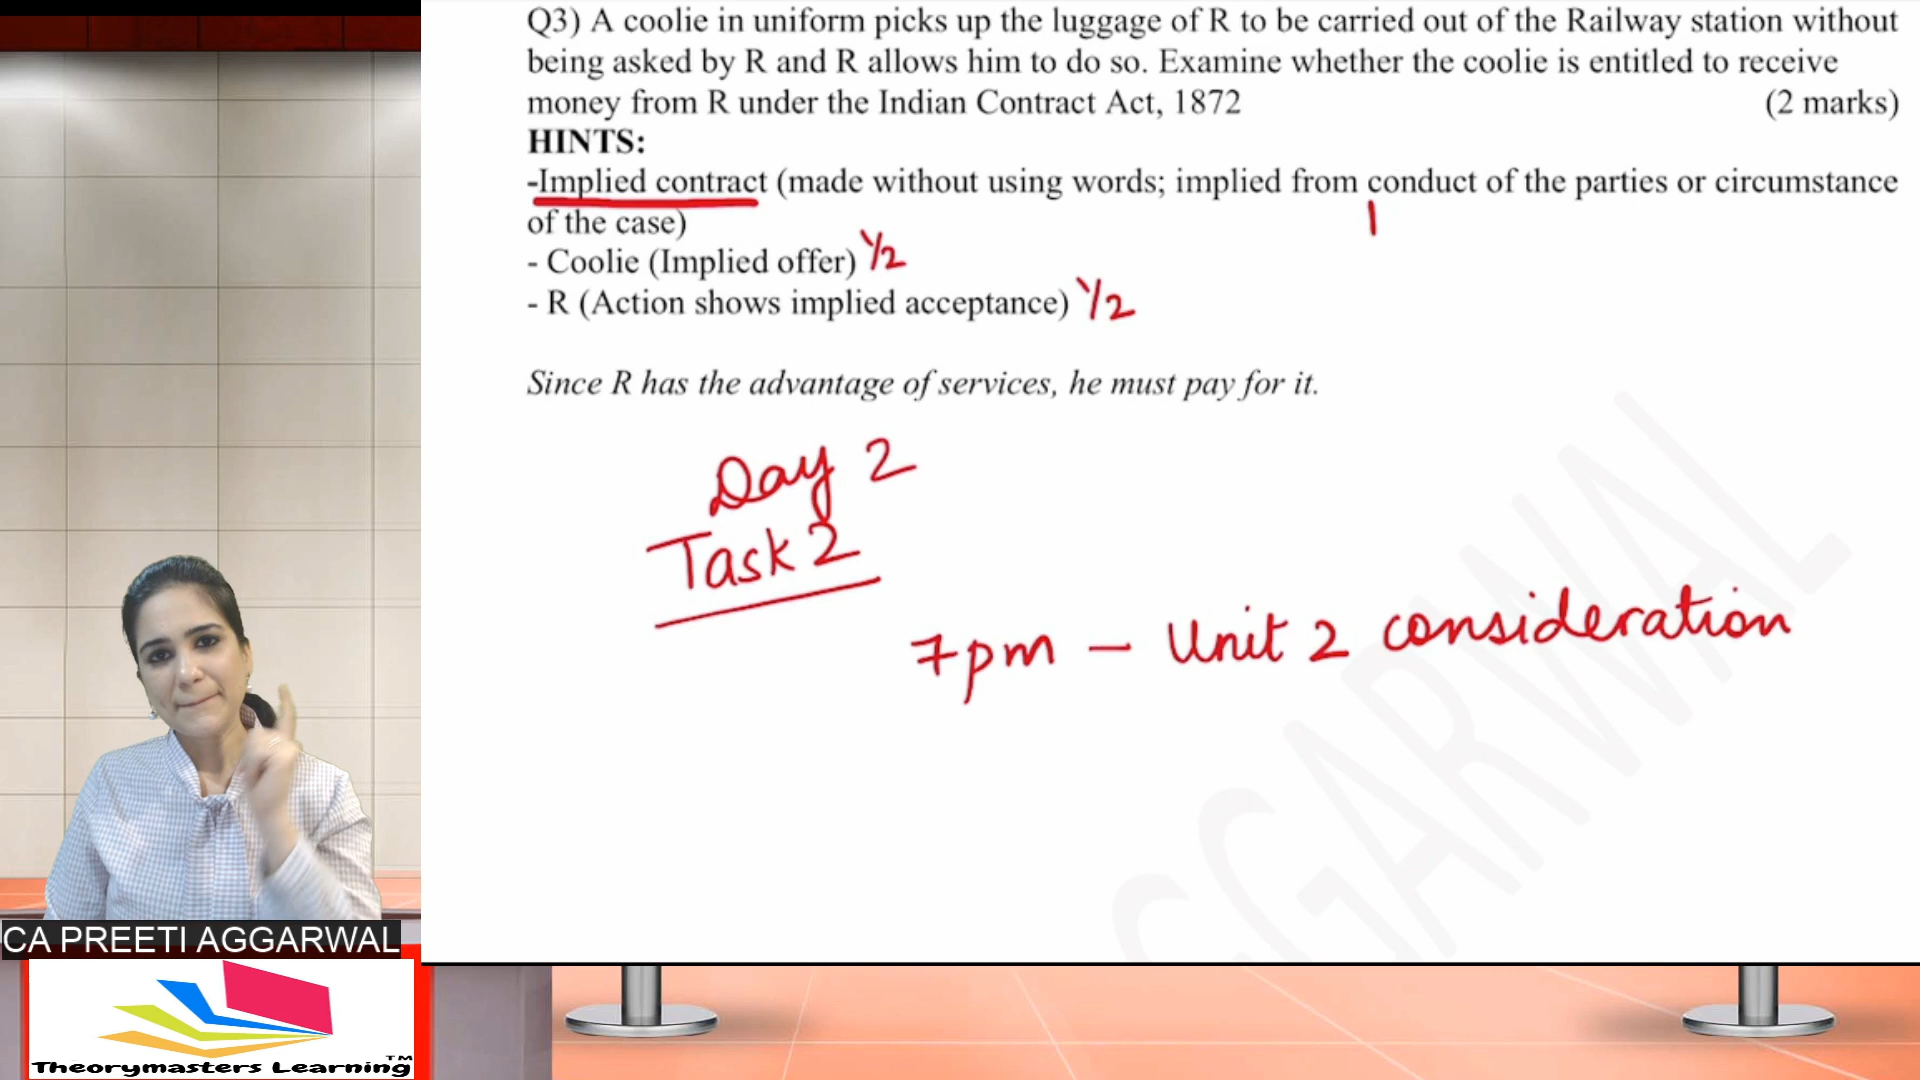 Q3) A coolie in uniform picks up the luggage of R to be carried out of the Railway station without
being asked by R and R allows him to do so. Examine whether the coolie is entitled to receive
money from R under the Indian Contract Act, 1872 (2 marks)
HINTS:
-Implied contract (made without using words; implied from conduct of the parties or circumstance
of the case) 1
- Coolie (Implied offer) 1/2
- R (Action shows implied acceptance) 1/2
Since R has the advantage of services, he must pay for it.
Day 2
Task 2
7pm - Unit 2 consideration
AGGARWAL
CA PREETI AGGARWAL
Theorymasters Learning™